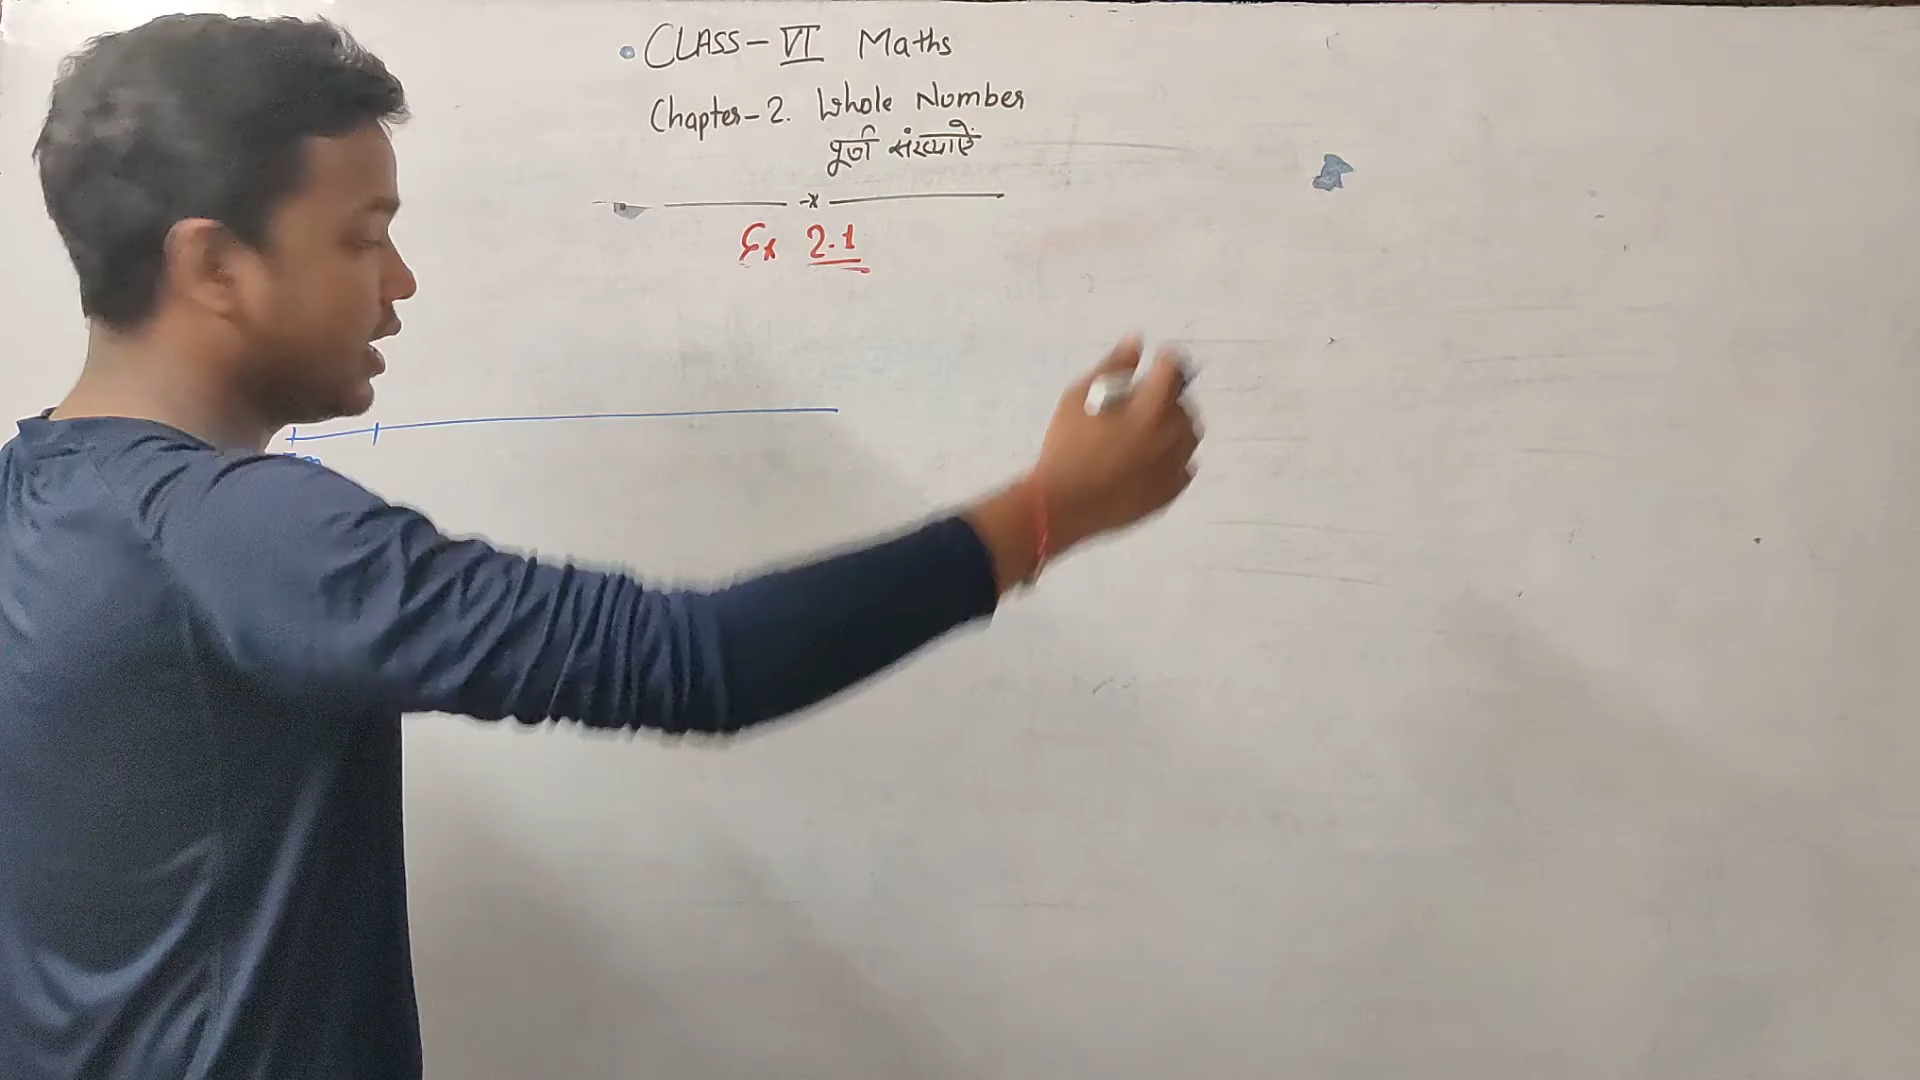 CLASS-VI Maths
Chapter-2. Whole Number
पूर्ण संख्याएँ
Ex 2.1